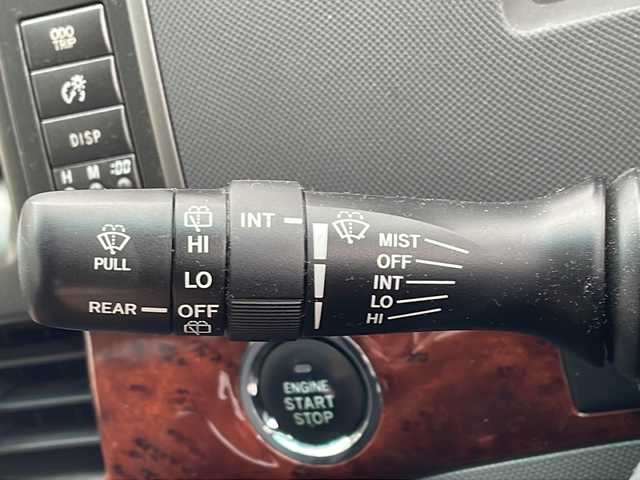 ODO
TRIP
DISP
H M :00
PULL
REAR
HI
LO
OFF
INT
MIST
OFF
INT
LO
HI
ENGINE
START
STOP